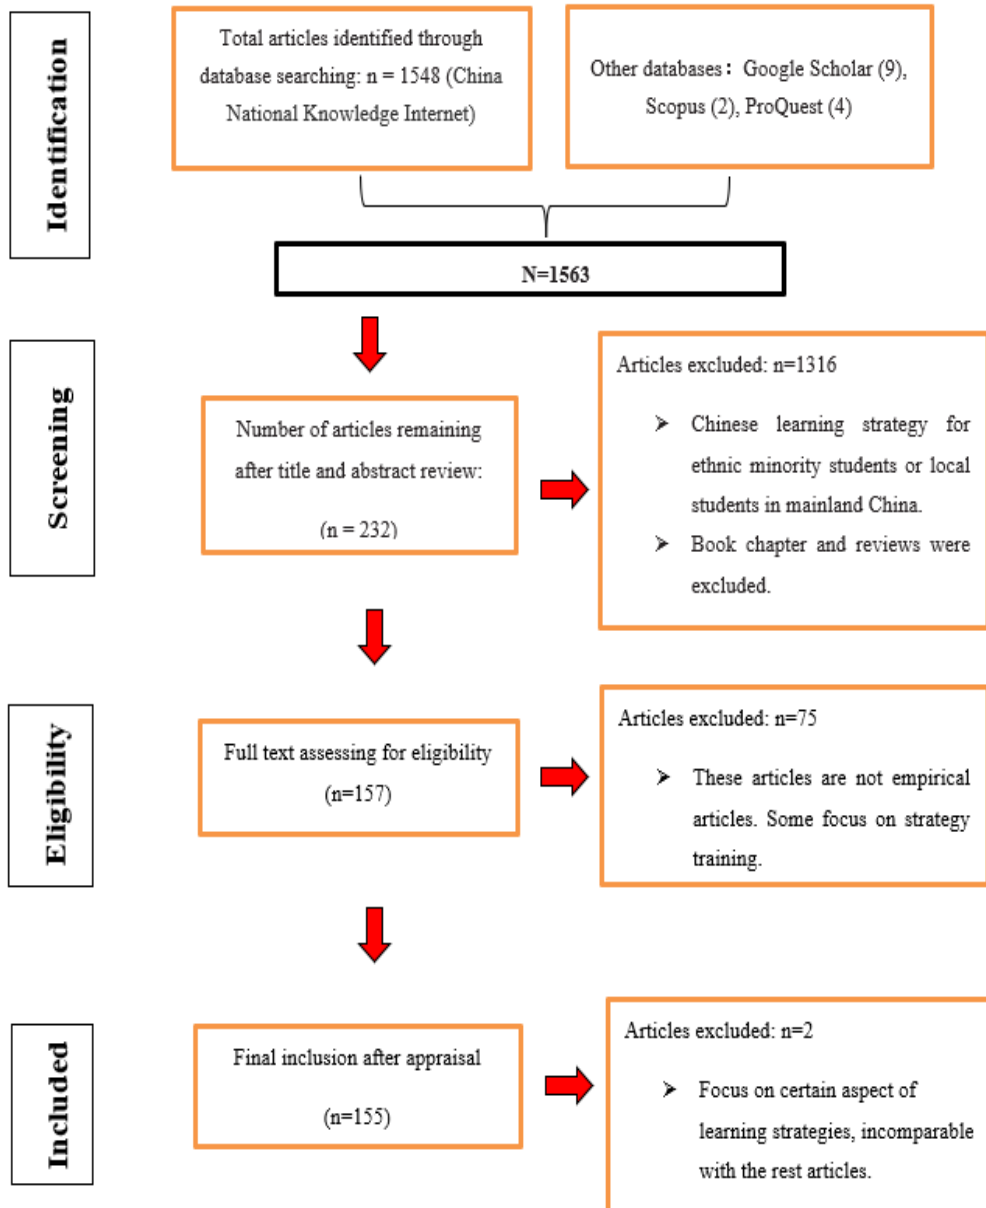 Identification
Total articles identified through
database searching: n = 1548 (China
National Knowledge Internet)
Other databases：Google Scholar (9),
Scopus (2), ProQuest (4)
N=1563
Screening
Number of articles remaining
after title and abstract review:
(n = 232)
Articles excluded: n=1316
➢ Chinese learning strategy for
ethnic minority students or local
students in mainland China.
➢ Book chapter and reviews were
excluded.
Eligibility
Full text assessing for eligibility
(n=157)
Articles excluded: n=75
➢ These articles are not empirical
articles. Some focus on strategy
training.
Included
Final inclusion after appraisal
(n=155)
Articles excluded: n=2
➢ Focus on certain aspect of
learning strategies, incomparable
with the rest articles.